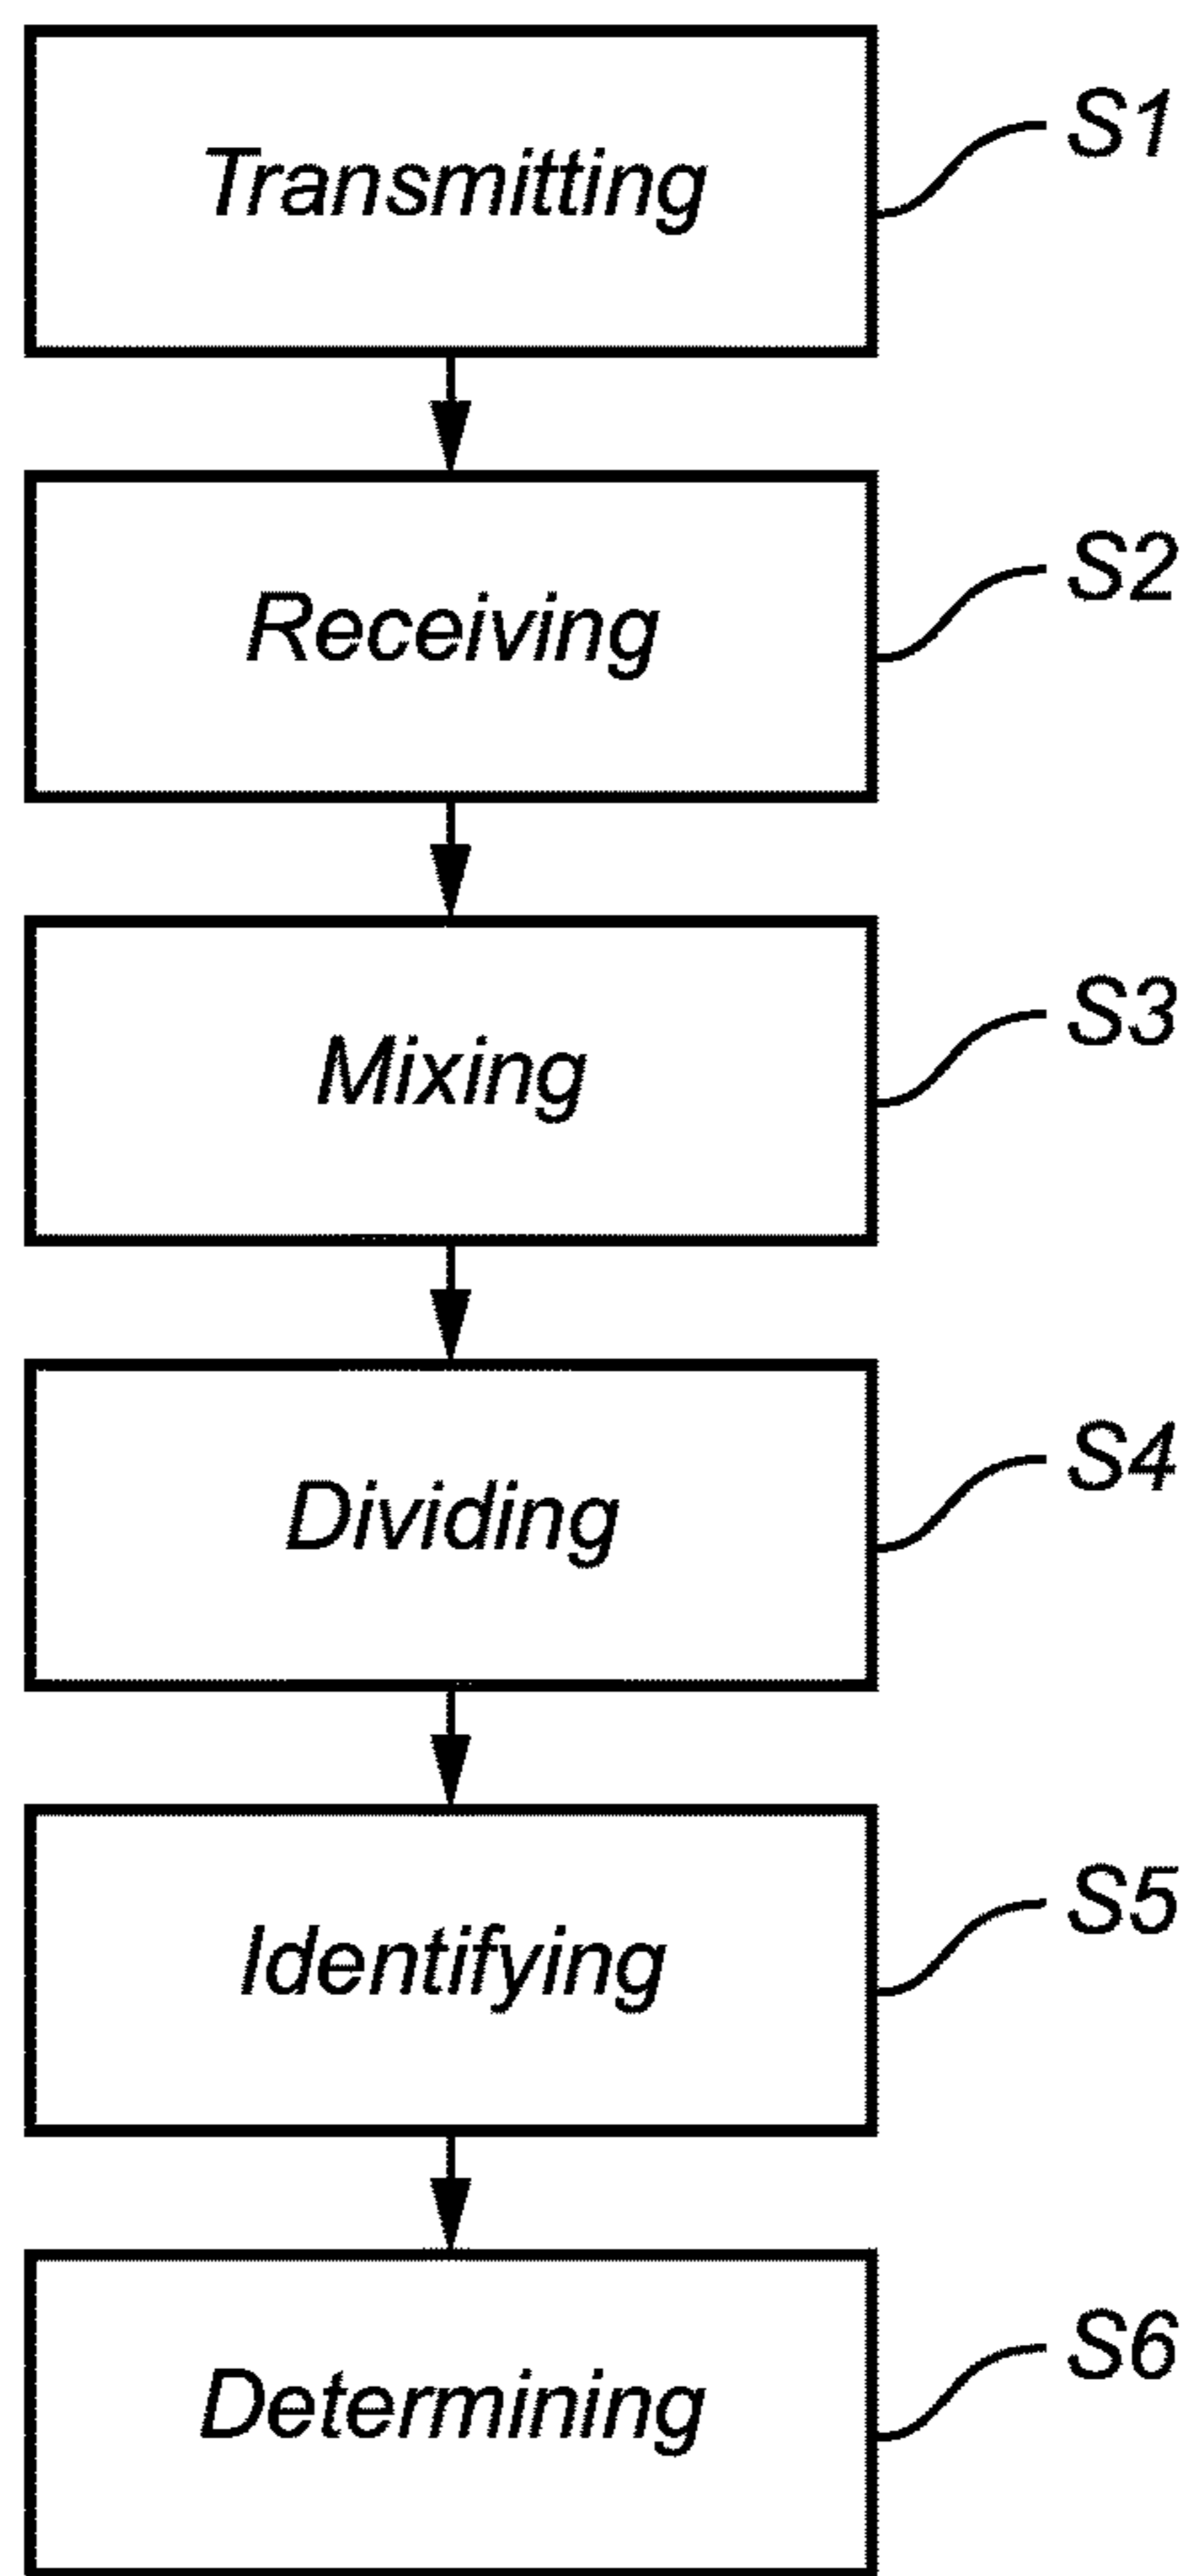 Transmitting
S1
Receiving
S2
Mixing
S3
Dividing
S4
Identifying
S5
Determining
S6